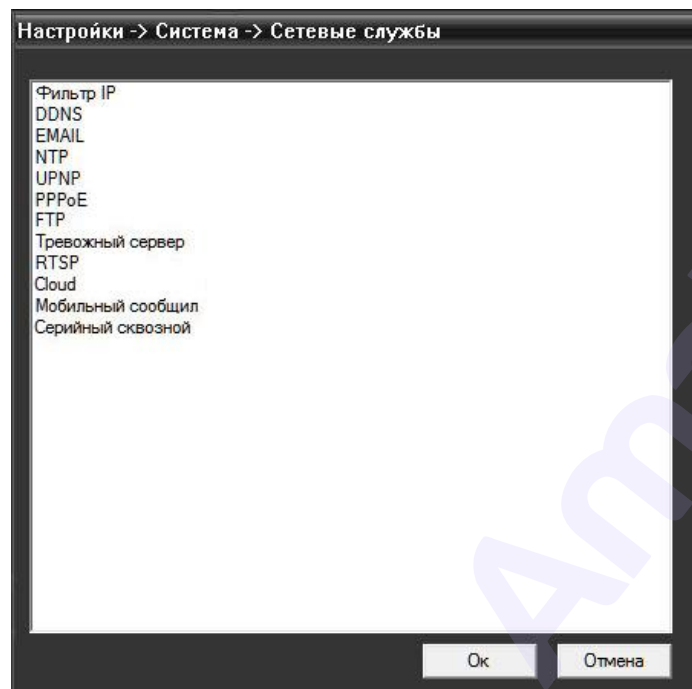 Настройки -> Система -> Сетевые службы
Фильтр IP
DDNS
EMAIL
NTP
UPNP
PPPoE
FTP
Тревожный сервер
RTSP
Cloud
Мобильный сообщил
Серийный сквозной
Ок
Отмена